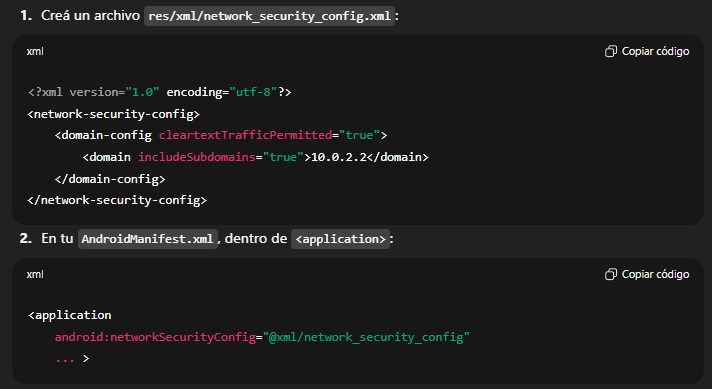 1. Creá un archivo res/xml/network_security_config.xml:
xml
Copiar código
<?xml version="1.0" encoding="utf-8"?>
<network-security-config>
    <domain-config cleartextTrafficPermitted="true">
        <domain includeSubdomains="true">10.0.2.2</domain>
    </domain-config>
</network-security-config>
2. En tu AndroidManifest.xml, dentro de <application>:
xml
Copiar código
<application
    android:networkSecurityConfig="@xml/network_security_config"
    ... >